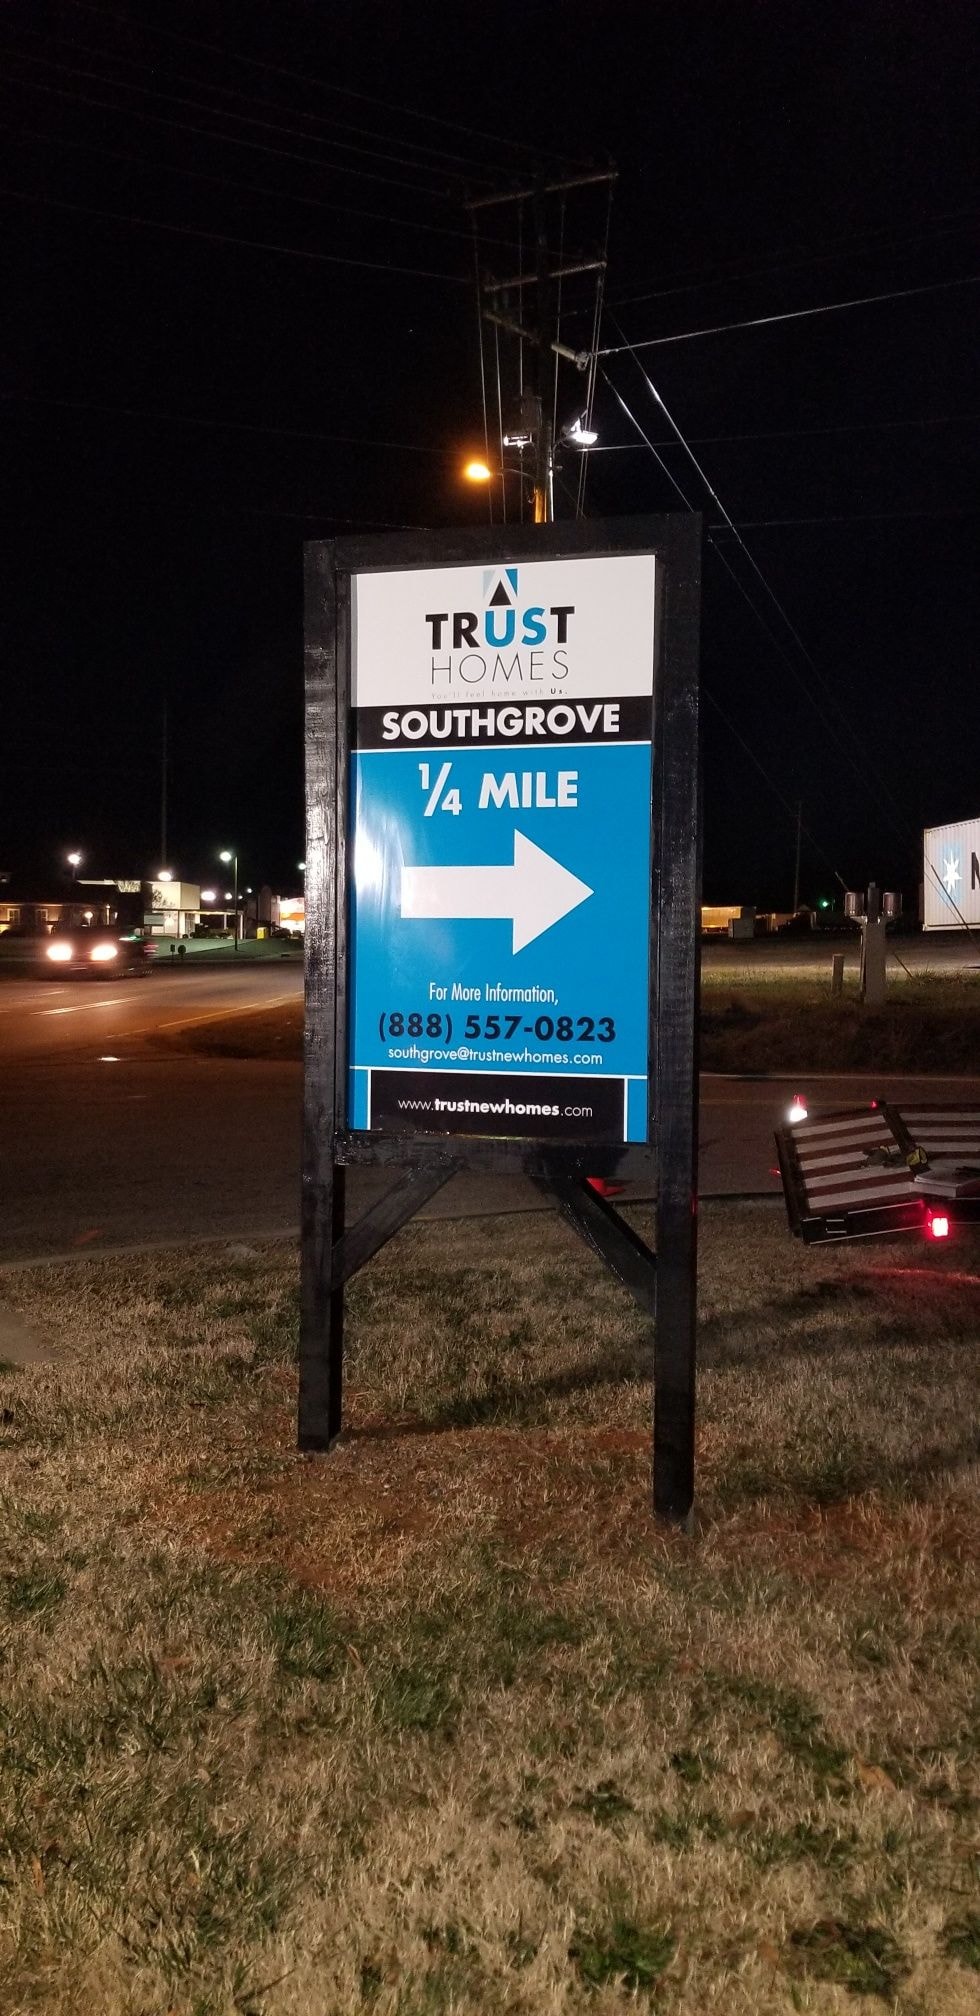 TRUST
HOMES
You'll feel home with Us.
SOUTHGROVE
1/4 MILE
For More Information,
(888) 557-0823
southgrove@trustnewhomes.com
www.trustnewhomes.com